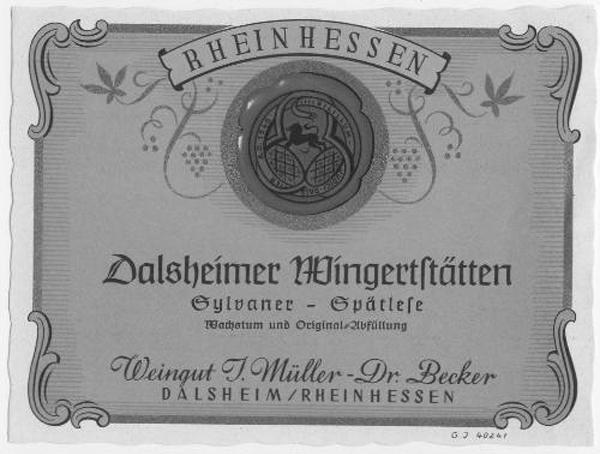 RHEINHESSEN
Dalsheimer Wingertſtätten
Sylvaner - Spätleſe
Wachstum und Original-Abfüllung
Weingut J. Müller-Dr. Becker
DALSHEIM/RHEINHESSEN
G J 40241